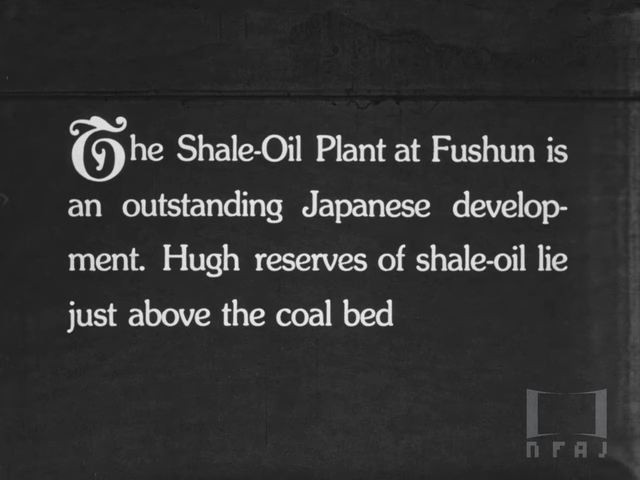 The Shale-Oil Plant at Fushun is
an outstanding Japanese develop-
ment. Hugh reserves of shale-oil lie
just above the coal bed
NFAJ